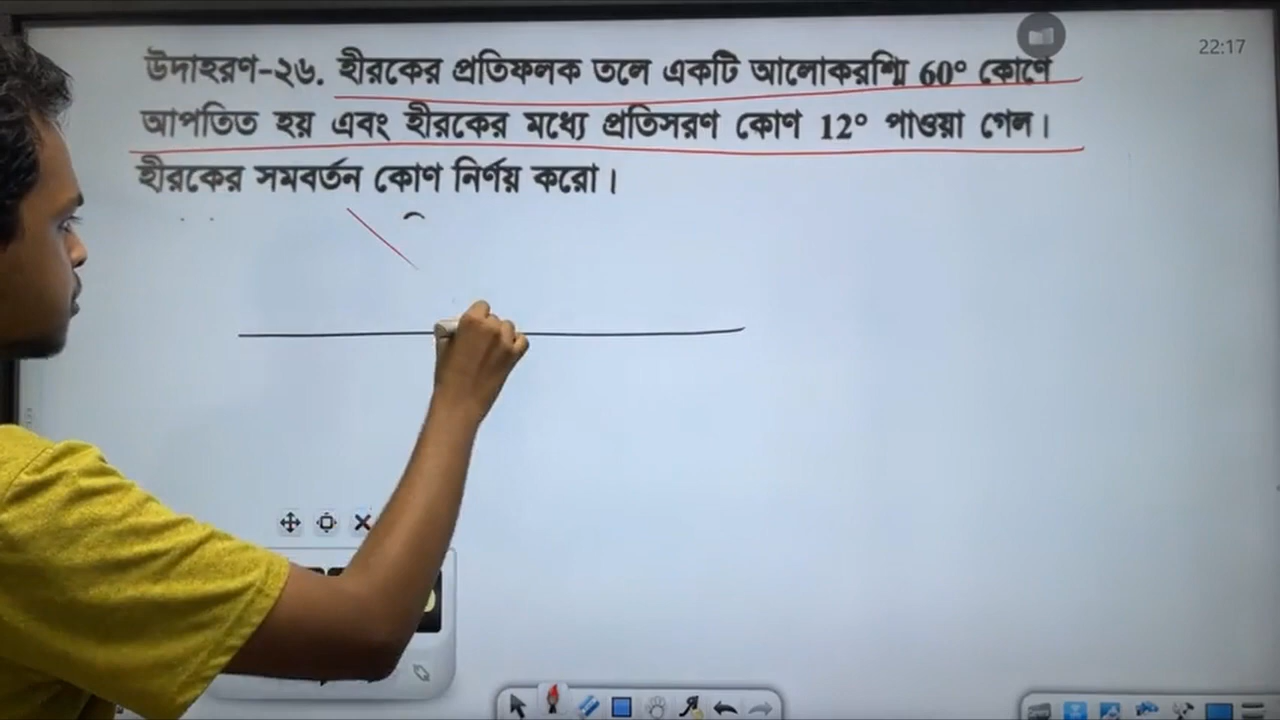 উদাহরণ-২৬. হীরকের প্রতিফলক তলে একটি আলোকরশ্মি 60° কোণে
আপতিত হয় এবং হীরকের মধ্যে প্রতিসরণ কোণ 12° পাওয়া গেল।
হীরকের সমবর্তন কোণ নির্ণয় করো।
22:17